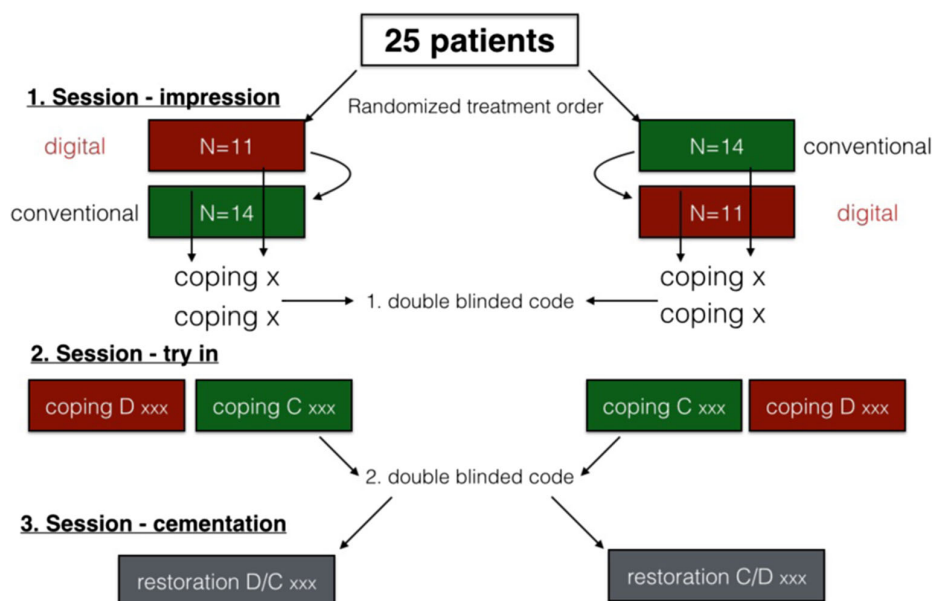 25 patients
1. Session - impression
Randomized treatment order
digital
N=11
N=14
conventional
conventional
N=14
N=11
digital
coping x
coping x
coping x
1. double blinded code
coping x
2. Session - try in
coping D xxx
coping C xxx
coping C xxx
coping D xxx
2. double blinded code
3. Session - cementation
restoration D/C xxx
restoration C/D xxx